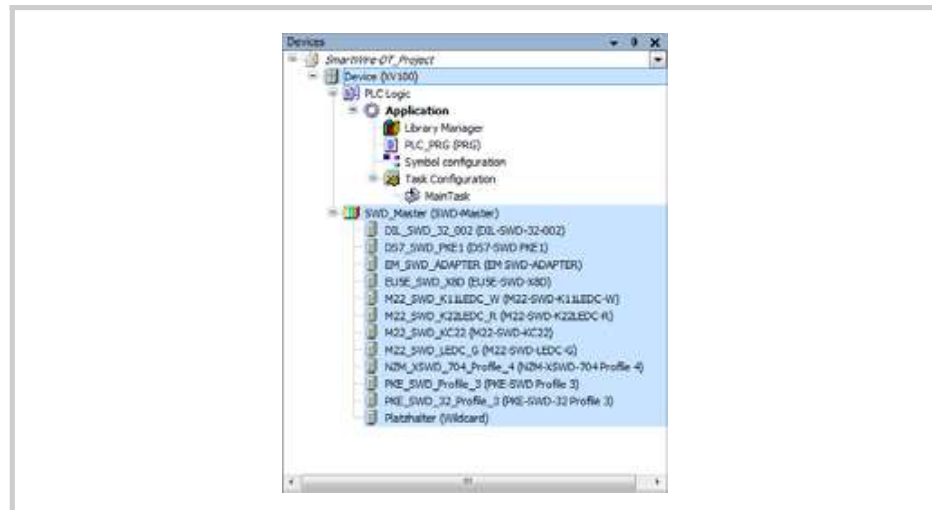 Devices
SmartWire-DT_Project
Device (XV100)
PLC Logic
Application
Library Manager
PLC_PRG (PRG)
Symbol configuration
Task Configuration
MainTask
SWD_Master (SWD-Master)
DIL_SWD_32_002 (DIL-SWD-32-002)
DS7_SWD_PKE1 (DS7-SWD PKE1)
EM_SWD_ADAPTER (EM SWD-ADAPTER)
EU5E_SWD_X8D (EU5E-SWD-X8D)
M22_SWD_K11LEDC_W (M22-SWD-K11LEDC-W)
M22_SWD_K22LEDC_R (M22-SWD-K22LEDC-R)
M22_SWD_KC22 (M22-SWD-KC22)
M22_SWD_LEDC_G (M22-SWD-LEDC-G)
NZM_XSWD_704_Profile_4 (NZM-XSWD-704 Profile 4)
PKE_SWD_Profile_3 (PKE-SWD Profile 3)
PKE_SWD_32_Profile_3 (PKE-SWD-32 Profile 3)
Platzhalter (Wildcard)